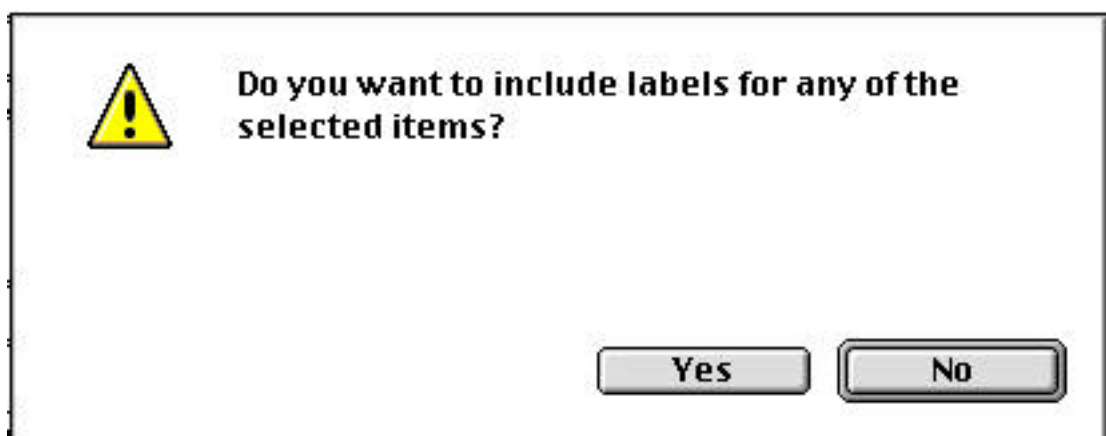 Do you want to include labels for any of the
selected items?
Yes
No